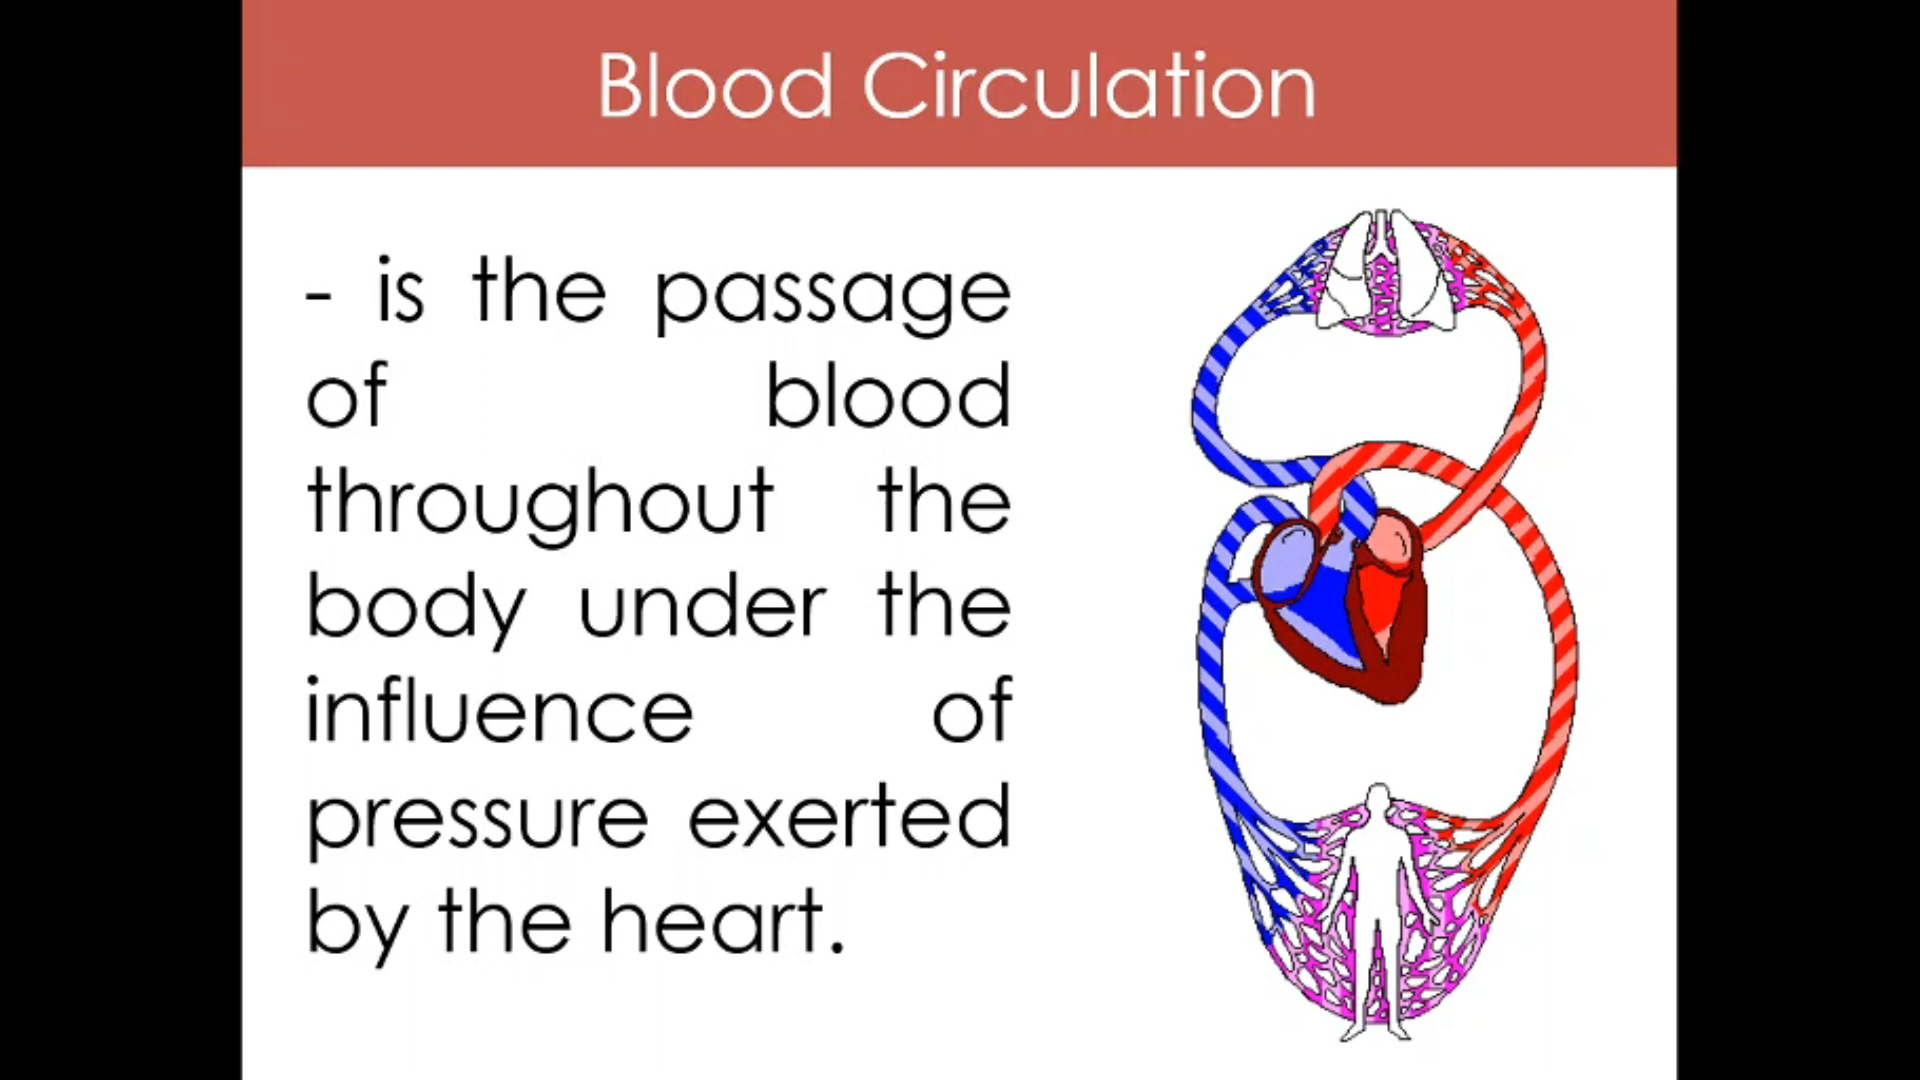 Blood Circulation
- is the passage
of blood
throughout the
body under the
influence of
pressure exerted
by the heart.